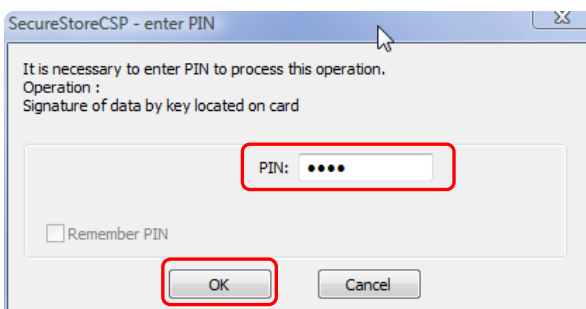 SecureStoreCSP - enter PIN
It is necessary to enter PIN to process this operation.
Operation :
Signature of data by key located on card
PIN: ••••
Remember PIN
OK Cancel